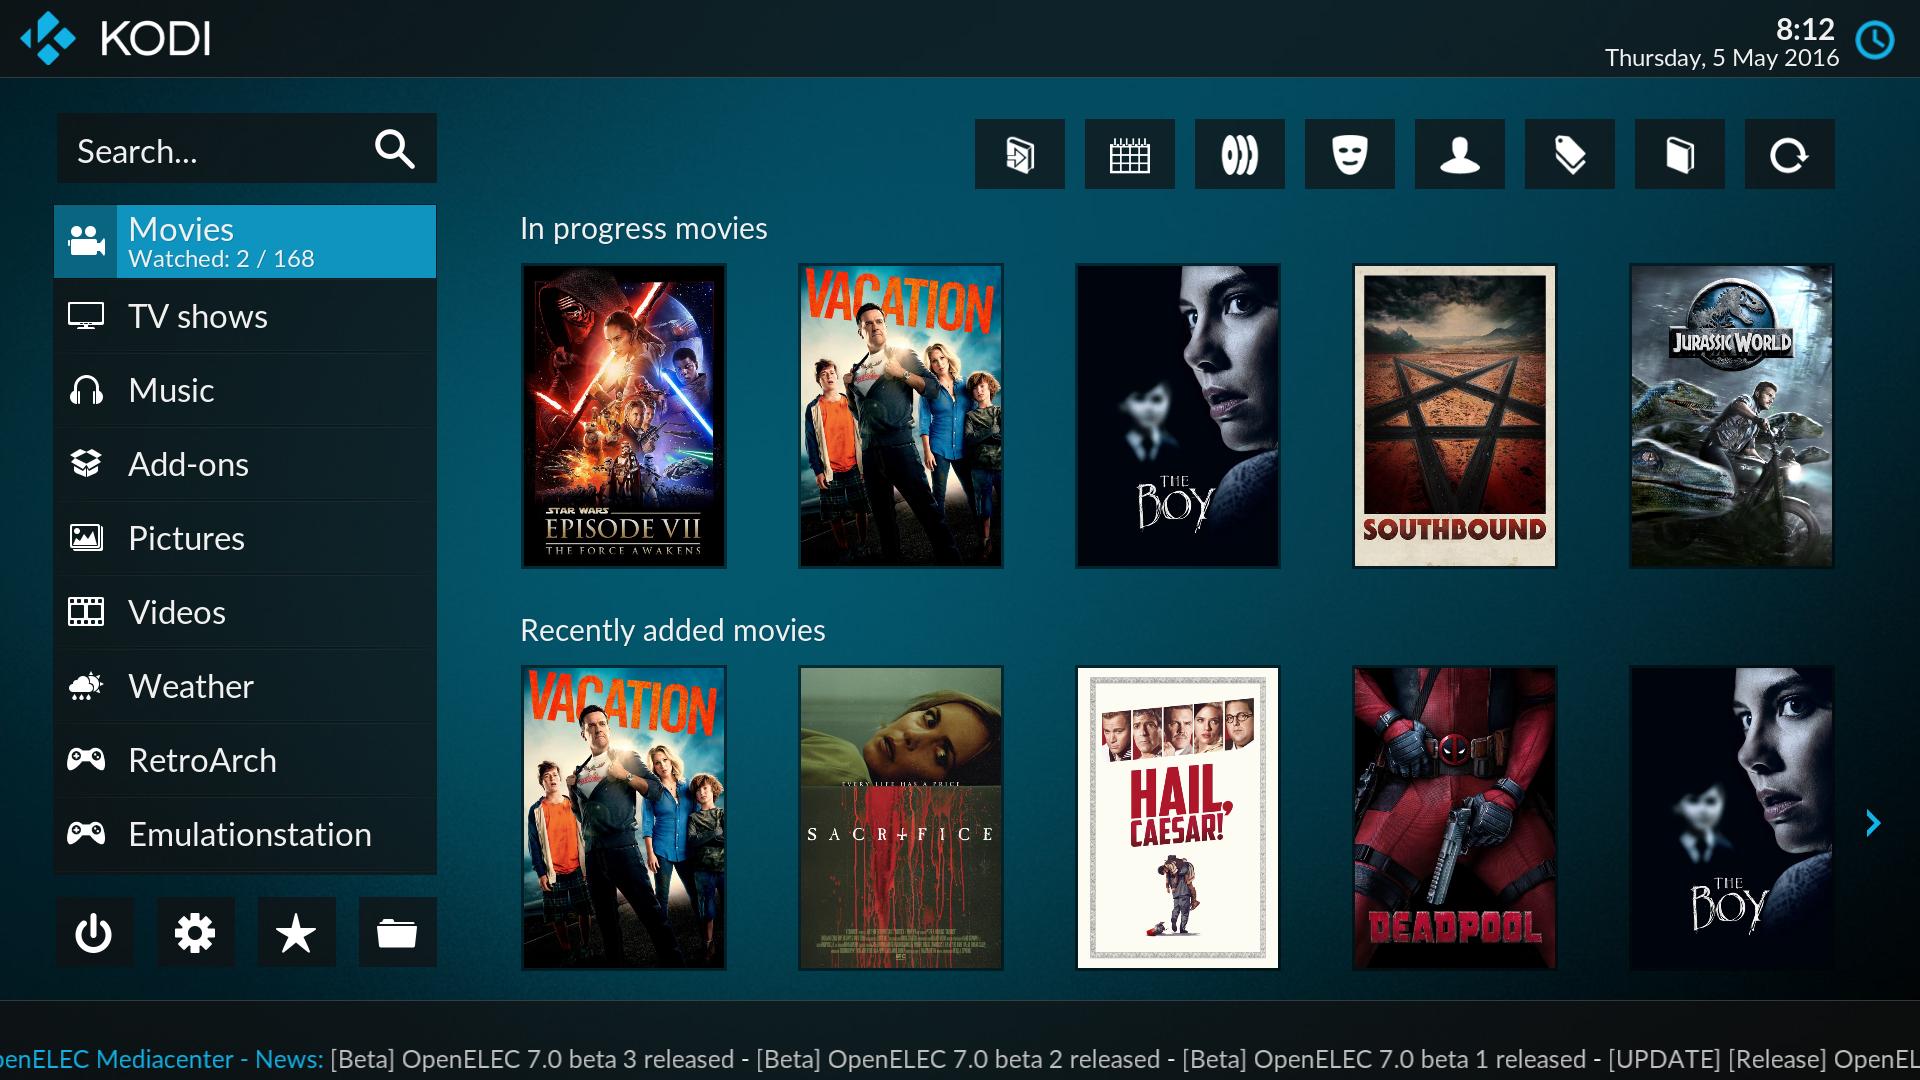 KODI
8:12
Thursday, 5 May 2016
Search...
Movies
Watched: 2 / 168
TV shows
Music
Add-ons
Pictures
Videos
Weather
RetroArch
Emulationstation
In progress movies
STAR WARS
EPISODE VII
THE FORCE AWAKENS
VACATION
THE
BOY
SOUTHBOUND
JURASSIC WORLD
Recently added movies
VACATION
EVERY LIFE HAS A PRICE
SACRIFICE
HAIL,
CAESAR!
DEADPOOL
THE
BOY
penELEC Mediacenter - News: [Beta] OpenELEC 7.0 beta 3 released - [Beta] OpenELEC 7.0 beta 2 released - [Beta] OpenELEC 7.0 beta 1 released - [UPDATE] [Release] OpenEL